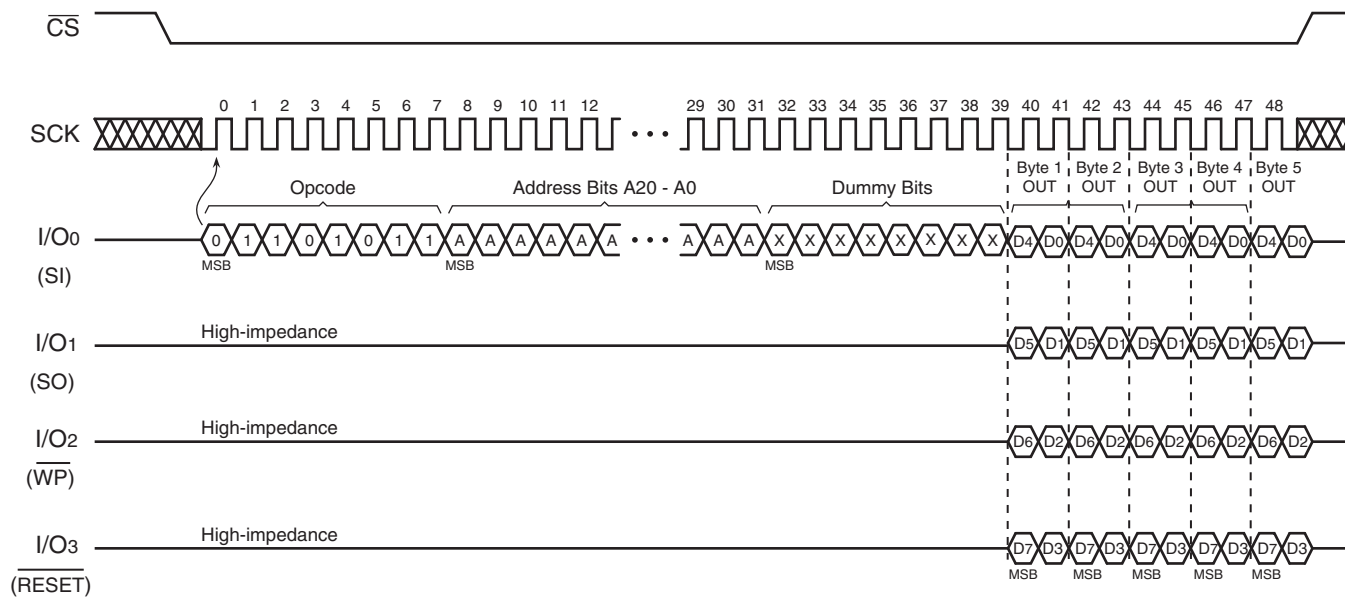 CS
0 1 2 3 4 5 6 7 8 9 10 11 12 29 30 31 32 33 34 35 36 37 38 39 40 41 42 43 44 45 46 47 48
SCK
Byte 1 OUT Byte 2 OUT Byte 3 OUT Byte 4 OUT Byte 5 OUT
Opcode Address Bits A20 - A0 Dummy Bits
I/O0 (SI)
0 1 1 0 1 0 1 1 A A A A A A • • • A A A X X X X X X X X D4 D0 D4 D0 D4 D0 D4 D0 D4 D0
MSB MSB MSB
I/O1 (SO)
High-impedance
D5 D1 D5 D1 D5 D1 D5 D1 D5 D1
I/O2 (WP)
High-impedance
D6 D2 D6 D2 D6 D2 D6 D2 D6 D2
I/O3 (RESET)
High-impedance
D7 D3 D7 D3 D7 D3 D7 D3 D7 D3
MSB MSB MSB MSB MSB